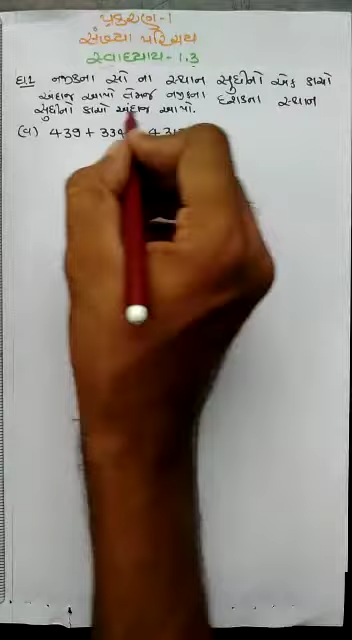 પ્રકરણ-1
સંખ્યા પરિચય
સ્વાધ્યાય - 1.3
દા.1 નજીકના સો ના સ્થાન સુધીનો એક કાચો
અંદાજ આપો તેમજ નજીકના દશકના સ્થાન
સુધીનો કાચો અંદાજ આપો.
(a) 439 + 334